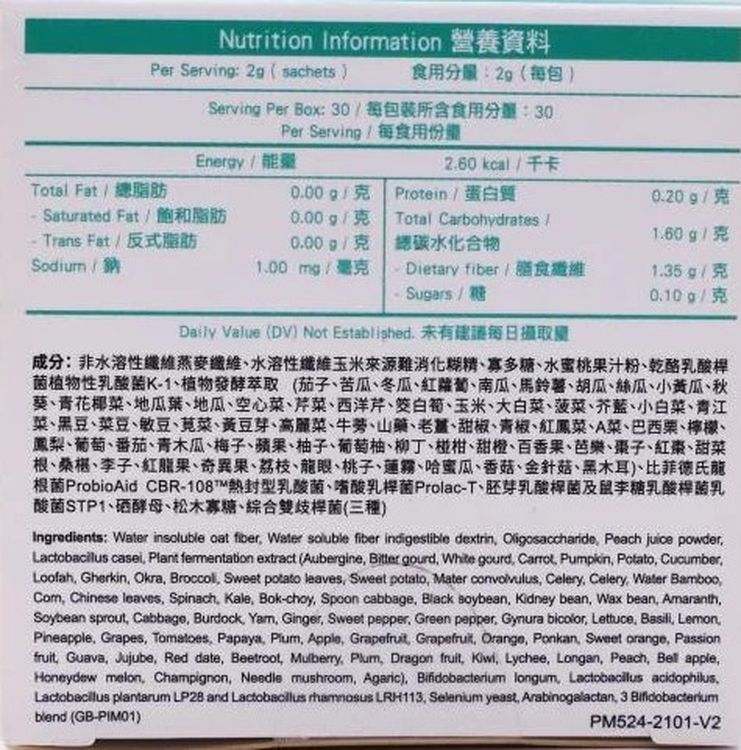 Nutrition Information 營養資料
Per Serving: 2g ( sachets ) 食用分量：2g（每包）
Serving Per Box: 30 / 每包裝所含食用分量：30
Per Serving / 每食用份量
Energy / 能量 2.60 kcal / 千卡
Total Fat / 總脂肪 0.00 g / 克
- Saturated Fat / 飽和脂肪 0.00 g / 克
- Trans Fat / 反式脂肪 0.00 g / 克
Sodium / 鈉 1.00 mg / 毫克
Protein / 蛋白質 0.20 g / 克
Total Carbohydrates /
總碳水化合物 1.60 g / 克
- Dietary fiber / 膳食纖維 1.35 g / 克
- Sugars / 糖 0.10 g / 克
Daily Value (DV) Not Established. 未有建議每日攝取量
成分: 非水溶性纖維燕麥纖維、水溶性纖維玉米來源難消化糊精、寡多糖、水蜜桃果汁粉、乾酪乳酸桿
菌植物性乳酸菌K-1、植物發酵萃取（茄子、苦瓜、冬瓜、紅蘿蔔、南瓜、馬鈴薯、胡瓜、絲瓜、小黃瓜、秋
葵、青花椰菜、地瓜葉、地瓜、空心菜、芹菜、西洋芹、筊白筍、玉米、大白菜、菠菜、芥藍、小白菜、青江
菜、黑豆、菜豆、敏豆、莧菜、黃豆芽、高麗菜、牛蒡、山藥、老薑、甜椒、青椒、紅鳳菜、A菜、巴西栗、檸檬、
鳳梨、葡萄、番茄、青木瓜、梅子、蘋果、柚子、葡萄柚、柳丁、椪柑、甜橙、百香果、芭樂、棗子、紅棗、甜菜
根、桑椹、李子、紅龍果、奇異果、荔枝、龍眼、桃子、蓮霧、哈蜜瓜、香菇、金針菇、黑木耳)、比菲德氏龍
根菌ProbioAid CBR-108™熱封型乳酸菌、嗜酸乳桿菌Prolac-T、胚芽乳酸桿菌及鼠李糖乳酸桿菌乳
酸菌STP1、硒酵母、松木寡糖、綜合雙歧桿菌(三種)
Ingredients: Water insoluble oat fiber, Water soluble fiber indigestible dextrin, Oligosaccharide, Peach juice powder,
Lactobacillus casei, Plant fermentation extract (Aubergine, Bitter gourd, White gourd, Carrot, Pumpkin, Potato, Cucumber,
Loofah, Gherkin, Okra, Broccoli, Sweet potato leaves, Sweet potato, Mater convolvulus, Celery, Celery, Water Bamboo,
Corn, Chinese leaves, Spinach, Kale, Bok-choy, Spoon cabbage, Black soybean, Kidney bean, Wax bean, Amaranth,
Soybean sprout, Cabbage, Burdock, Yam, Ginger, Sweet pepper, Green pepper, Gynura bicolor, Lettuce, Basili, Lemon,
Pineapple, Grapes, Tomatoes, Papaya, Plum, Apple, Grapefruit, Grapefruit, Orange, Ponkan, Sweet orange, Passion
fruit, Guava, Jujube, Red date, Beetroot, Mulberry, Plum, Dragon fruit, Kiwi, Lychee, Longan, Peach, Bell apple,
Honeydew melon, Champignon, Needle mushroom, Agaric), Bifidobacterium longum, Lactobacillus acidophilus,
Lactobacillus plantarum LP28 and Lactobacillus rhamnosus LRH113, Selenium yeast, Arabinogalactan, 3 Bifidobacterium
blend (GB-PIM01)
PM524-2101-V2